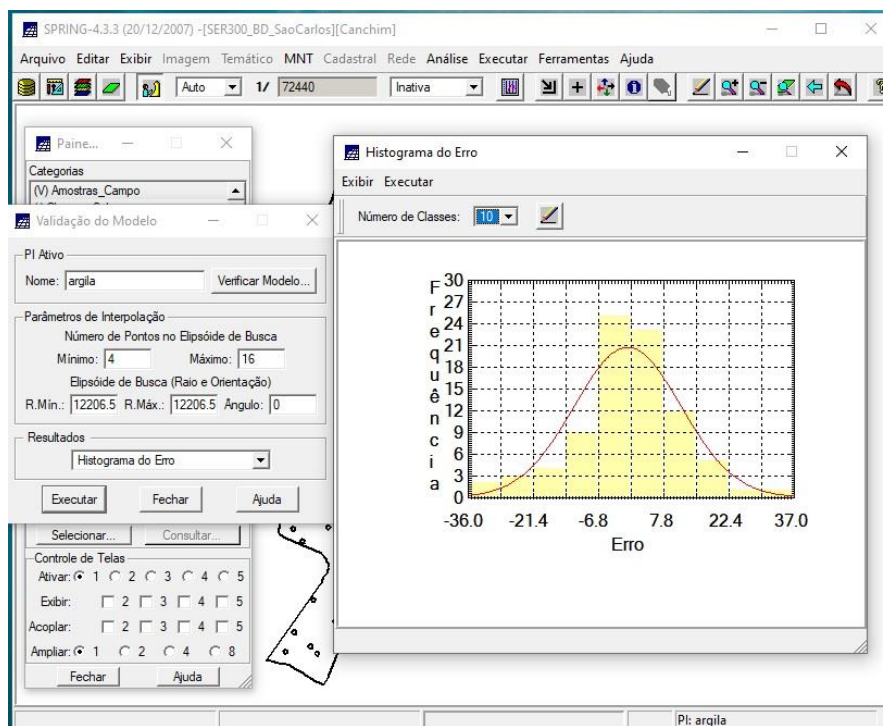 SPRING-4.3.3 (20/12/2007) -[SER300_BD_SaoCarlos][Canchim]
Arquivo Editar Exibir Imagem Temático MNT Cadastral Rede Análise Executar Ferramentas Ajuda
Auto 1/ 72440 Inativa
Paine...
Categorias
(V) Amostras_Campo
Validação do Modelo
PI Ativo
Nome: argila Verificar Modelo...
Parâmetros de Interpolação
Número de Pontos no Elipsóide de Busca
Mínimo: 4 Máximo: 16
Elipsóide de Busca (Raio e Orientação)
R.Mín.: 12206.5 R.Máx.: 12206.5 Ângulo: 0
Resultados
Histograma do Erro
Executar Fechar Ajuda
Selecionar... Consultar...
Controle de Telas
Ativar: 1 2 3 4 5
Exibir: 2 3 4 5
Acoplar: 2 3 4 5
Ampliar: 1 2 4 8
Fechar Ajuda
Histograma do Erro
Exibir Executar
Número de Classes: 10
Frequência
30
27
24
21
18
15
12
9
6
3
0
-36.0 -21.4 -6.8 7.8 22.4 37.0
Erro
PI: argila